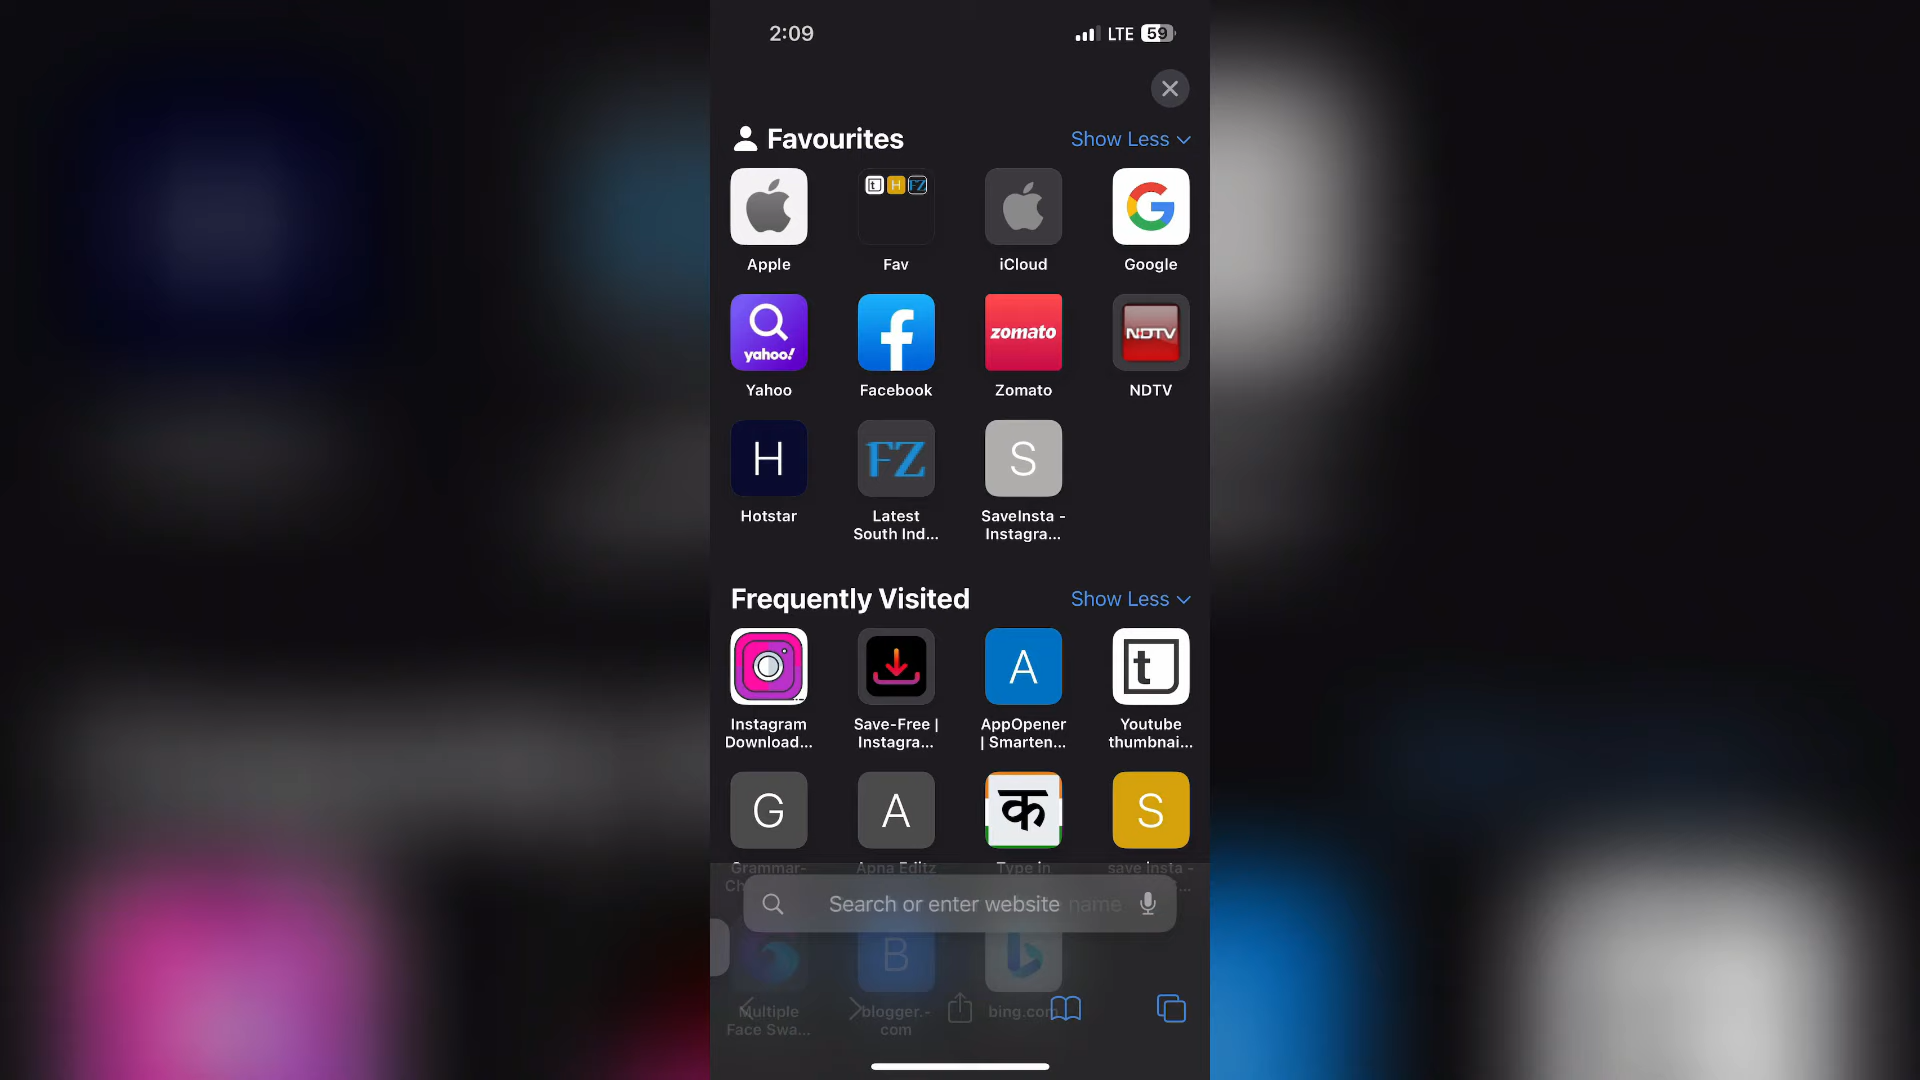 2:09
LTE 59
Favourites
Show Less
t H FZ
Apple
Fav
iCloud
Google
yahoo!
zomato
NDTV
Yahoo
Facebook
Zomato
NDTV
H
FZ
S
Hotstar
Latest
South Ind...
SaveInsta -
Instagra...
Frequently Visited
Show Less
A
t
Instagram
Download...
Save-Free |
Instagra...
AppOpener
| Smarten...
Youtube
thumbnai...
G
A
क
S
Grammar-
Apna Editz
Type in
save insta -
Search or enter website name
B
Multiple
Face Swa...
blogger.-
com
bing.com